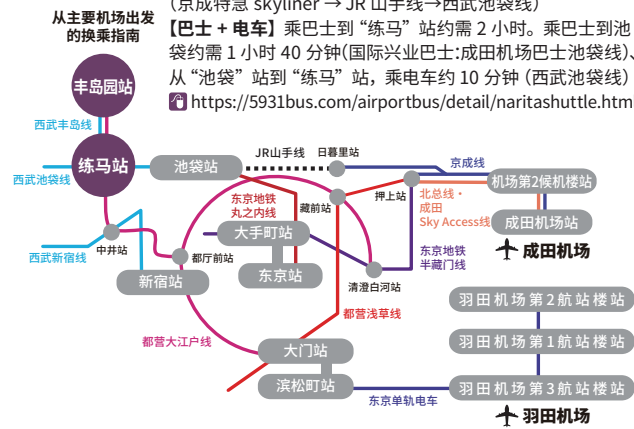 从主要机场出发
的换乘指南
(京成特急 skyliner → JR 山手线→西武池袋线)
【巴士 + 电车】乘巴士到 “练马” 站约需 2 小时。乘巴士到池
袋约需 1 小时 40 分钟(国际兴业巴士:成田机场巴士池袋线)、
从 “池袋” 站到 “练马” 站，乘电车约 10 分钟 (西武池袋线)
https://5931bus.com/airportbus/detail/naritashuttle.htm
丰岛园站
西武丰岛线
练马站
西武池袋线
池袋站
JR山手线
日暮里站
京成线
机场第2候机楼站
押上站
北总线・
成田
Sky Access线
成田机场站
成田机场
东京地铁
丸之内线
藏前站
大手町站
东京站
东京地铁
半藏门线
清澄白河站
中井站
西武新宿线
都厅前站
新宿站
都营浅草线
都营大江户线
大门站
滨松町站
东京单轨电车
羽田机场第2航站楼站
羽田机场第1航站楼站
羽田机场第3航站楼站
羽田机场